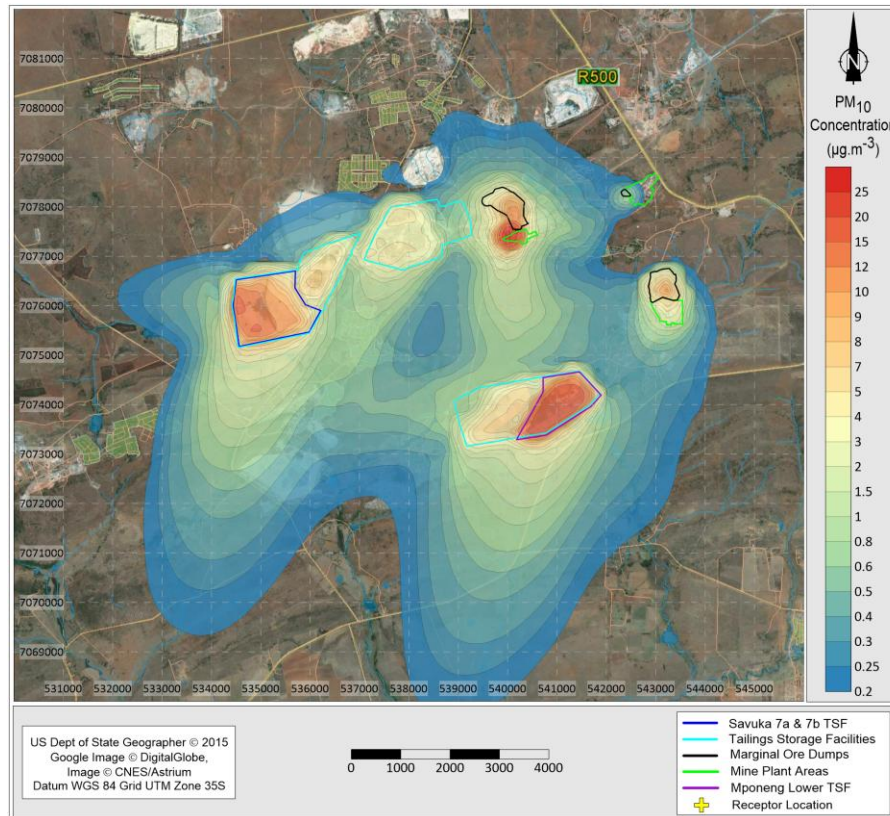 7081000
7080000
7079000
7078000
7077000
7076000
7075000
7074000
7073000
7072000
7071000
7070000
7069000
R500
531000 532000 533000 534000 535000 536000 537000 538000 539000 540000 541000 542000 543000 544000 545000
N
PM10
Concentration
(µg.m-3)
25
20
15
12
10
9
8
7
5
4
3
2
1.5
1
0.8
0.6
0.5
0.4
0.3
0.25
0.2
US Dept of State Geographer © 2015
Google Image © DigitalGlobe,
Image © CNES/Astrium
Datum WGS 84 Grid UTM Zone 35S
0 1000 2000 3000 4000
Savuka 7a & 7b TSF
Tailings Storage Facilities
Marginal Ore Dumps
Mine Plant Areas
Mponeng Lower TSF
Receptor Location